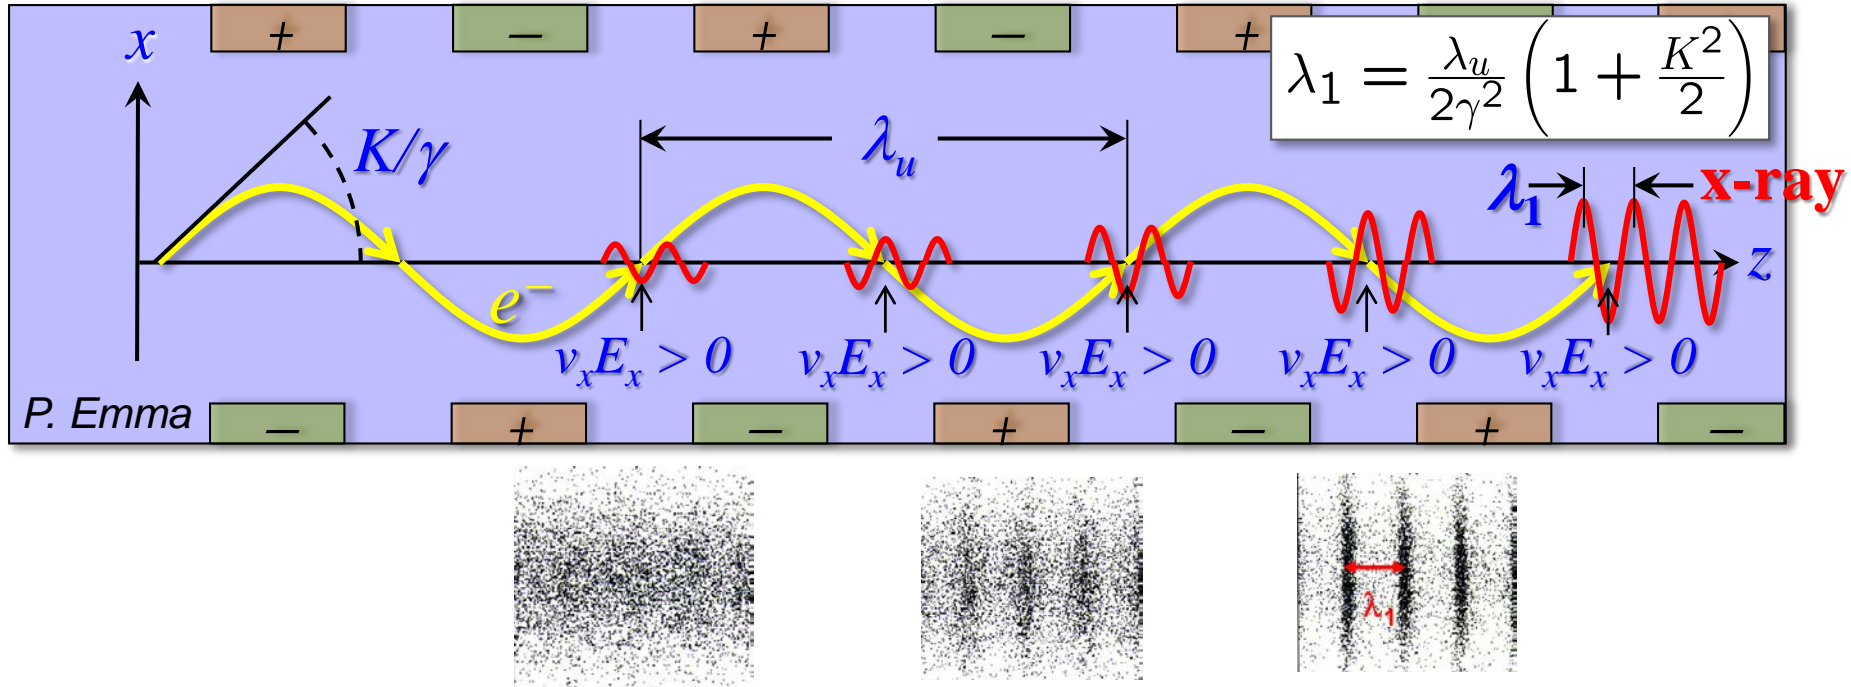 + − + − +
λ₁ = λᵤ/2γ² (1 + K²/2)
x
K/γ
λᵤ
λ₁
x-ray
z
e⁻
vₓEₓ > 0
vₓEₓ > 0
vₓEₓ > 0
vₓEₓ > 0
vₓEₓ > 0
P. Emma
− + − + − + −
λ₁